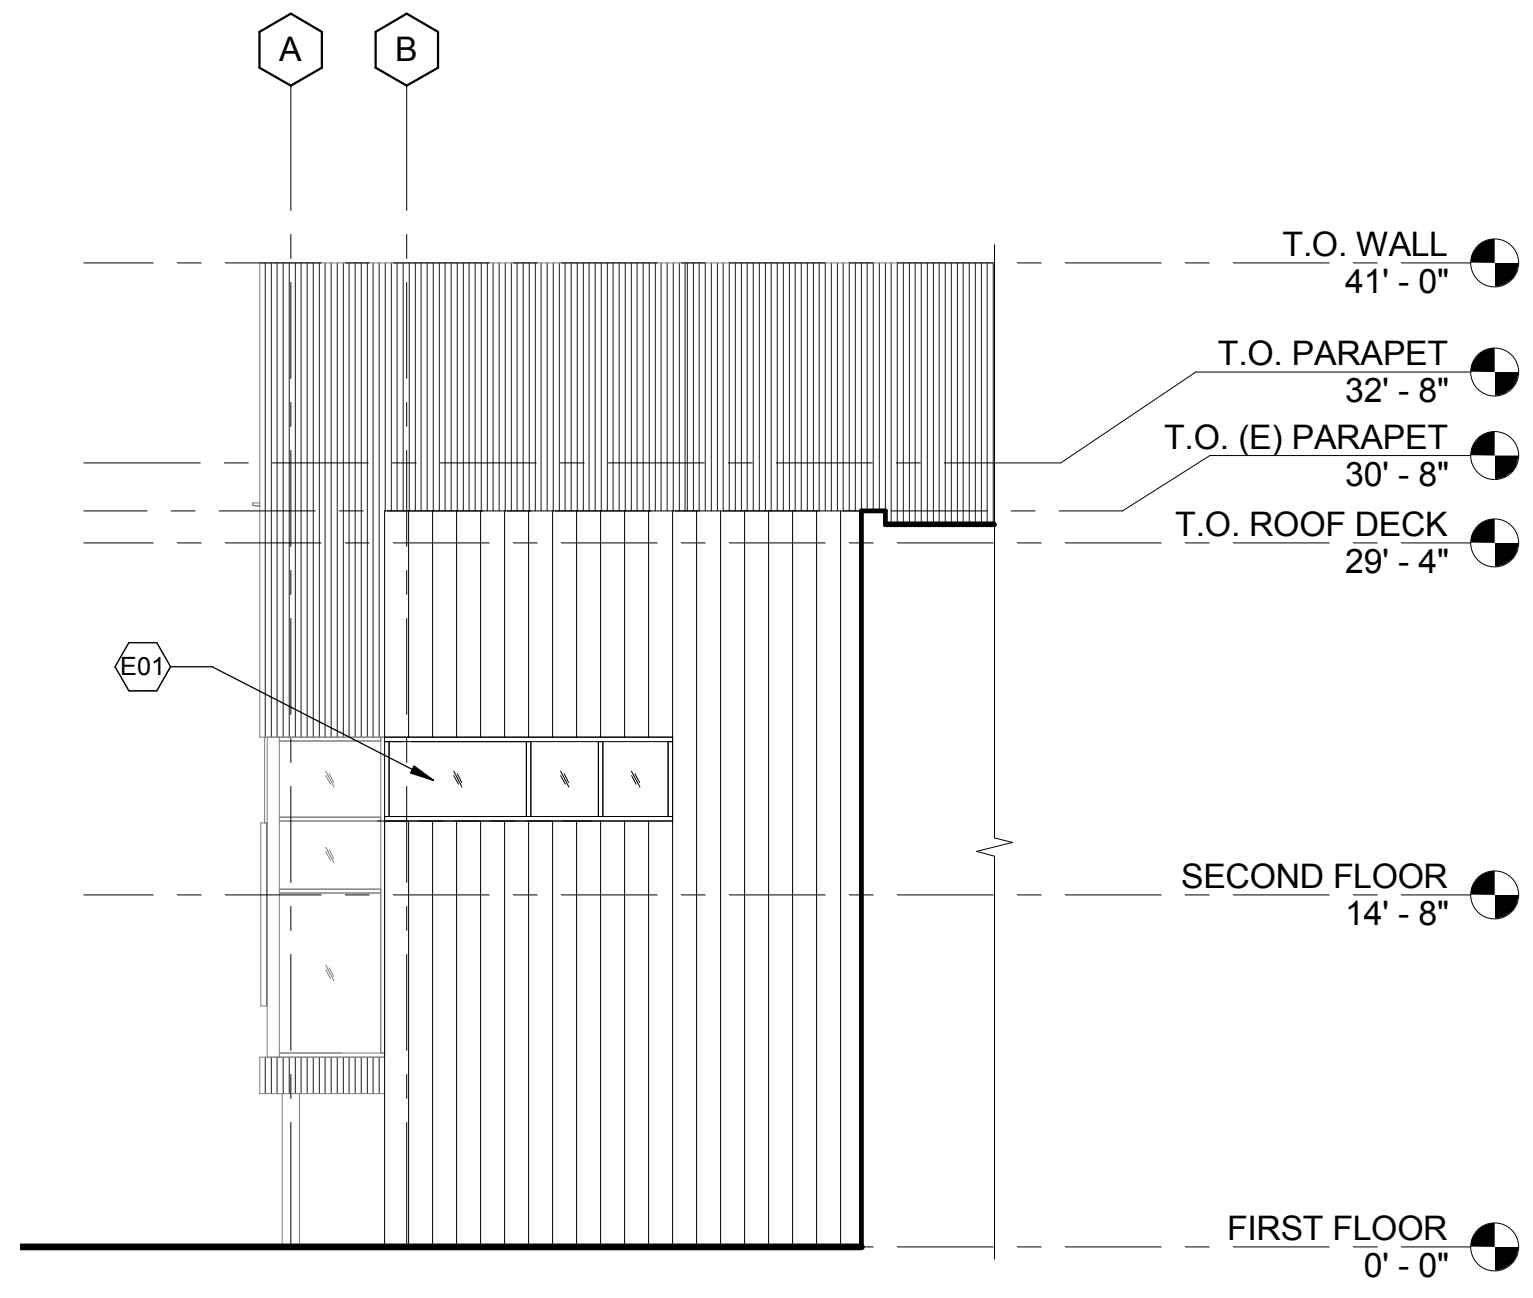 A
B
T.O. WALL
41' - 0"
T.O. PARAPET
32' - 8"
T.O. (E) PARAPET
30' - 8"
T.O. ROOF DECK
29' - 4"
E01
SECOND FLOOR
14' - 8"
FIRST FLOOR
0' - 0"